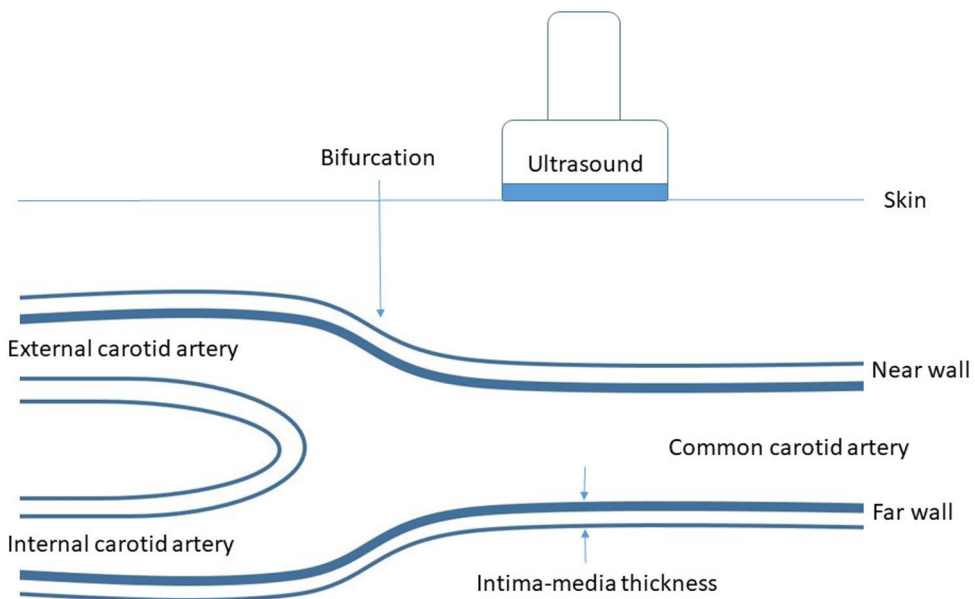 Bifurcation
Ultrasound
Skin
External carotid artery
Near wall
Common carotid artery
Far wall
Internal carotid artery
Intima-media thickness